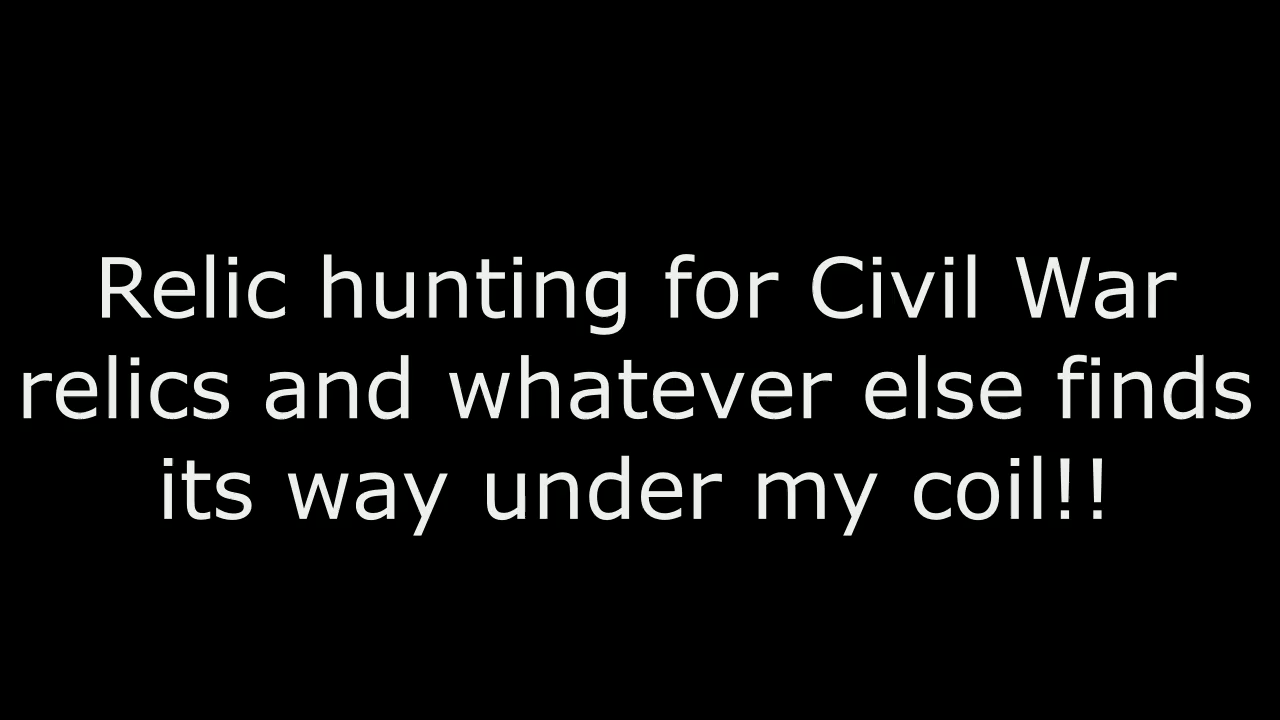 Relic hunting for Civil War
relics and whatever else finds
its way under my coil!!